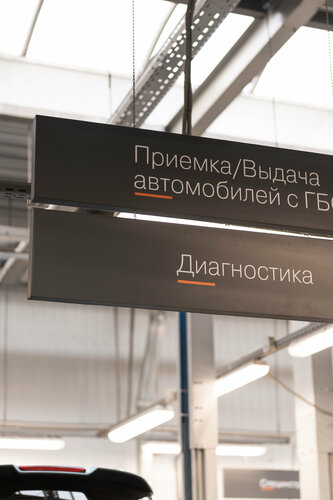 Приемка/Выдача
автомобилей с ГБО
Диагностика